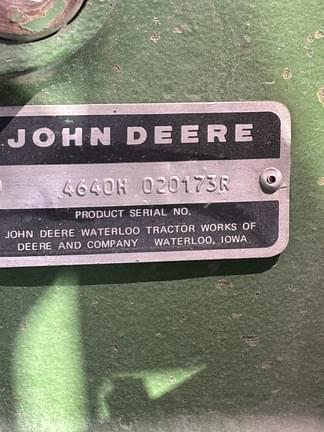 JOHN DEERE
4640H 020173R
PRODUCT SERIAL NO.
JOHN DEERE WATERLOO TRACTOR WORKS OF
DEERE AND COMPANY WATERLOO, IOWA